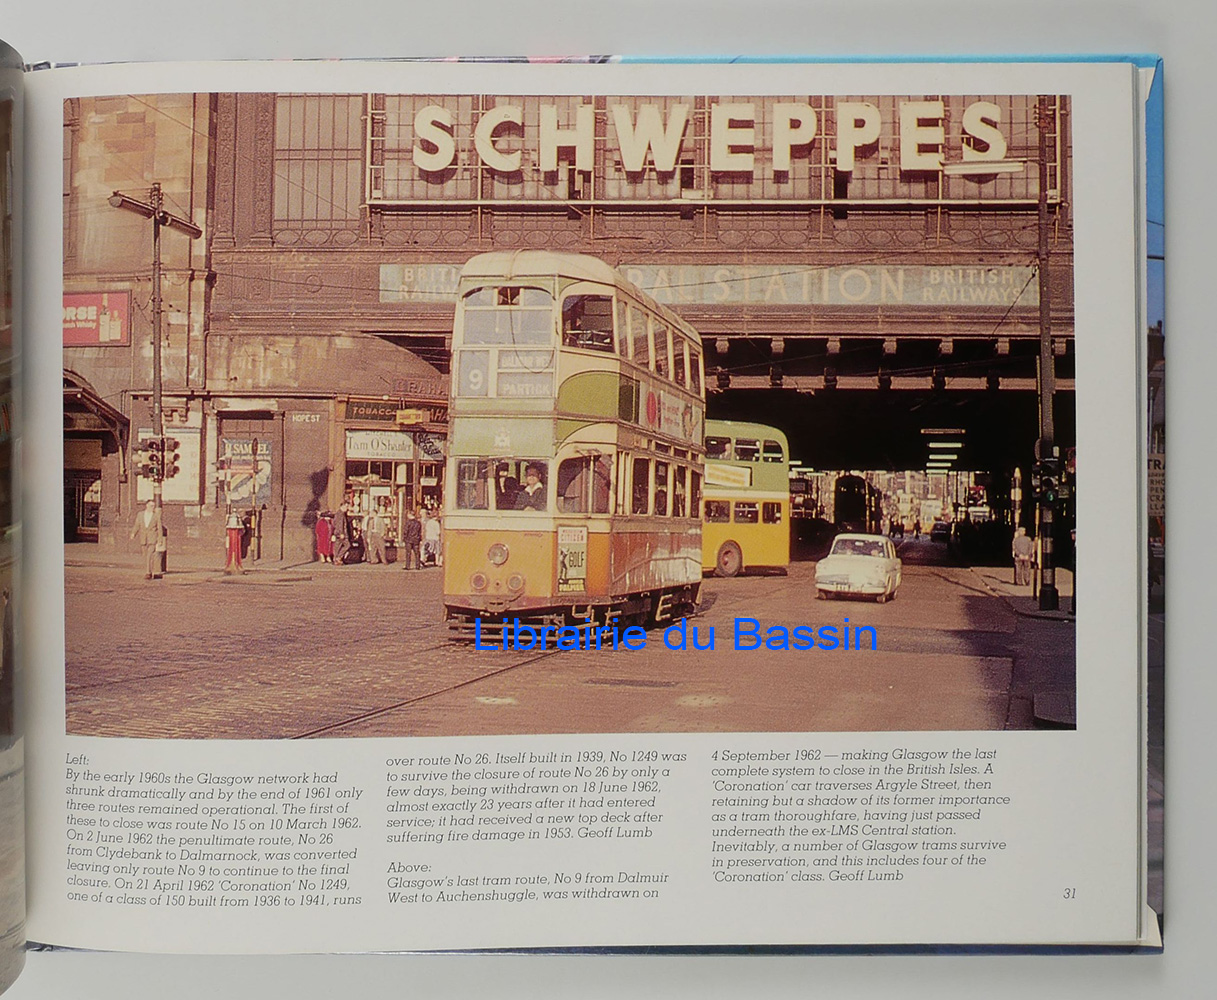 SCHWEPPES
BRITISH RAILWAYS
AL STATION
BRITISH
RAILWAYS
ORSE
9
PARTICK
HOPEST
TOBACCO
Tam O'Shanter
SAMUEL
CITIZEN
GOLF
Librairie du Bassin
Left:
By the early 1960s the Glasgow network had
shrunk dramatically and by the end of 1961 only
three routes remained operational. The first of
these to close was route No 15 on 10 March 1962.
On 2 June 1962 the penultimate route, No 26
from Clydebank to Dalmarnock, was converted
leaving only route No 9 to continue to the final
closure. On 21 April 1962 'Coronation' No 1249,
one of a class of 150 built from 1936 to 1941, runs
over route No 26. Itself built in 1939, No 1249 was
to survive the closure of route No 26 by only a
few days, being withdrawn on 18 June 1962,
almost exactly 23 years after it had entered
service; it had received a new top deck after
suffering fire damage in 1953. Geoff Lumb
Above:
Glasgow's last tram route, No 9 from Dalmuir
West to Auchenshuggle, was withdrawn on
4 September 1962 — making Glasgow the last
complete system to close in the British Isles. A
'Coronation' car traverses Argyle Street, then
retaining but a shadow of its former importance
as a tram thoroughfare, having just passed
underneath the ex-LMS Central station.
Inevitably, a number of Glasgow trams survive
in preservation, and this includes four of the
'Coronation' class. Geoff Lumb
31